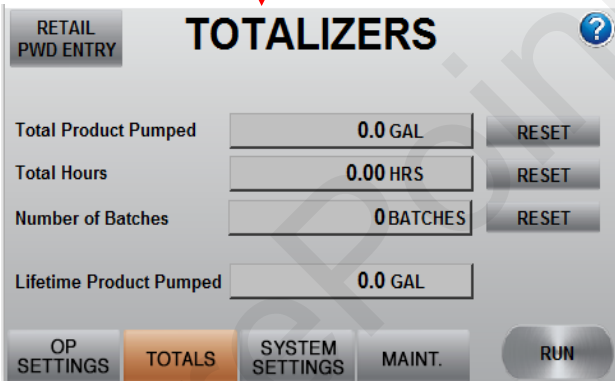 RETAIL
PWD ENTRY
TOTALIZERS
?
Total Product Pumped 0.0 GAL RESET
Total Hours 0.00 HRS RESET
Number of Batches 0 BATCHES RESET
Lifetime Product Pumped 0.0 GAL
OP
SETTINGS
TOTALS
SYSTEM
SETTINGS
MAINT.
RUN